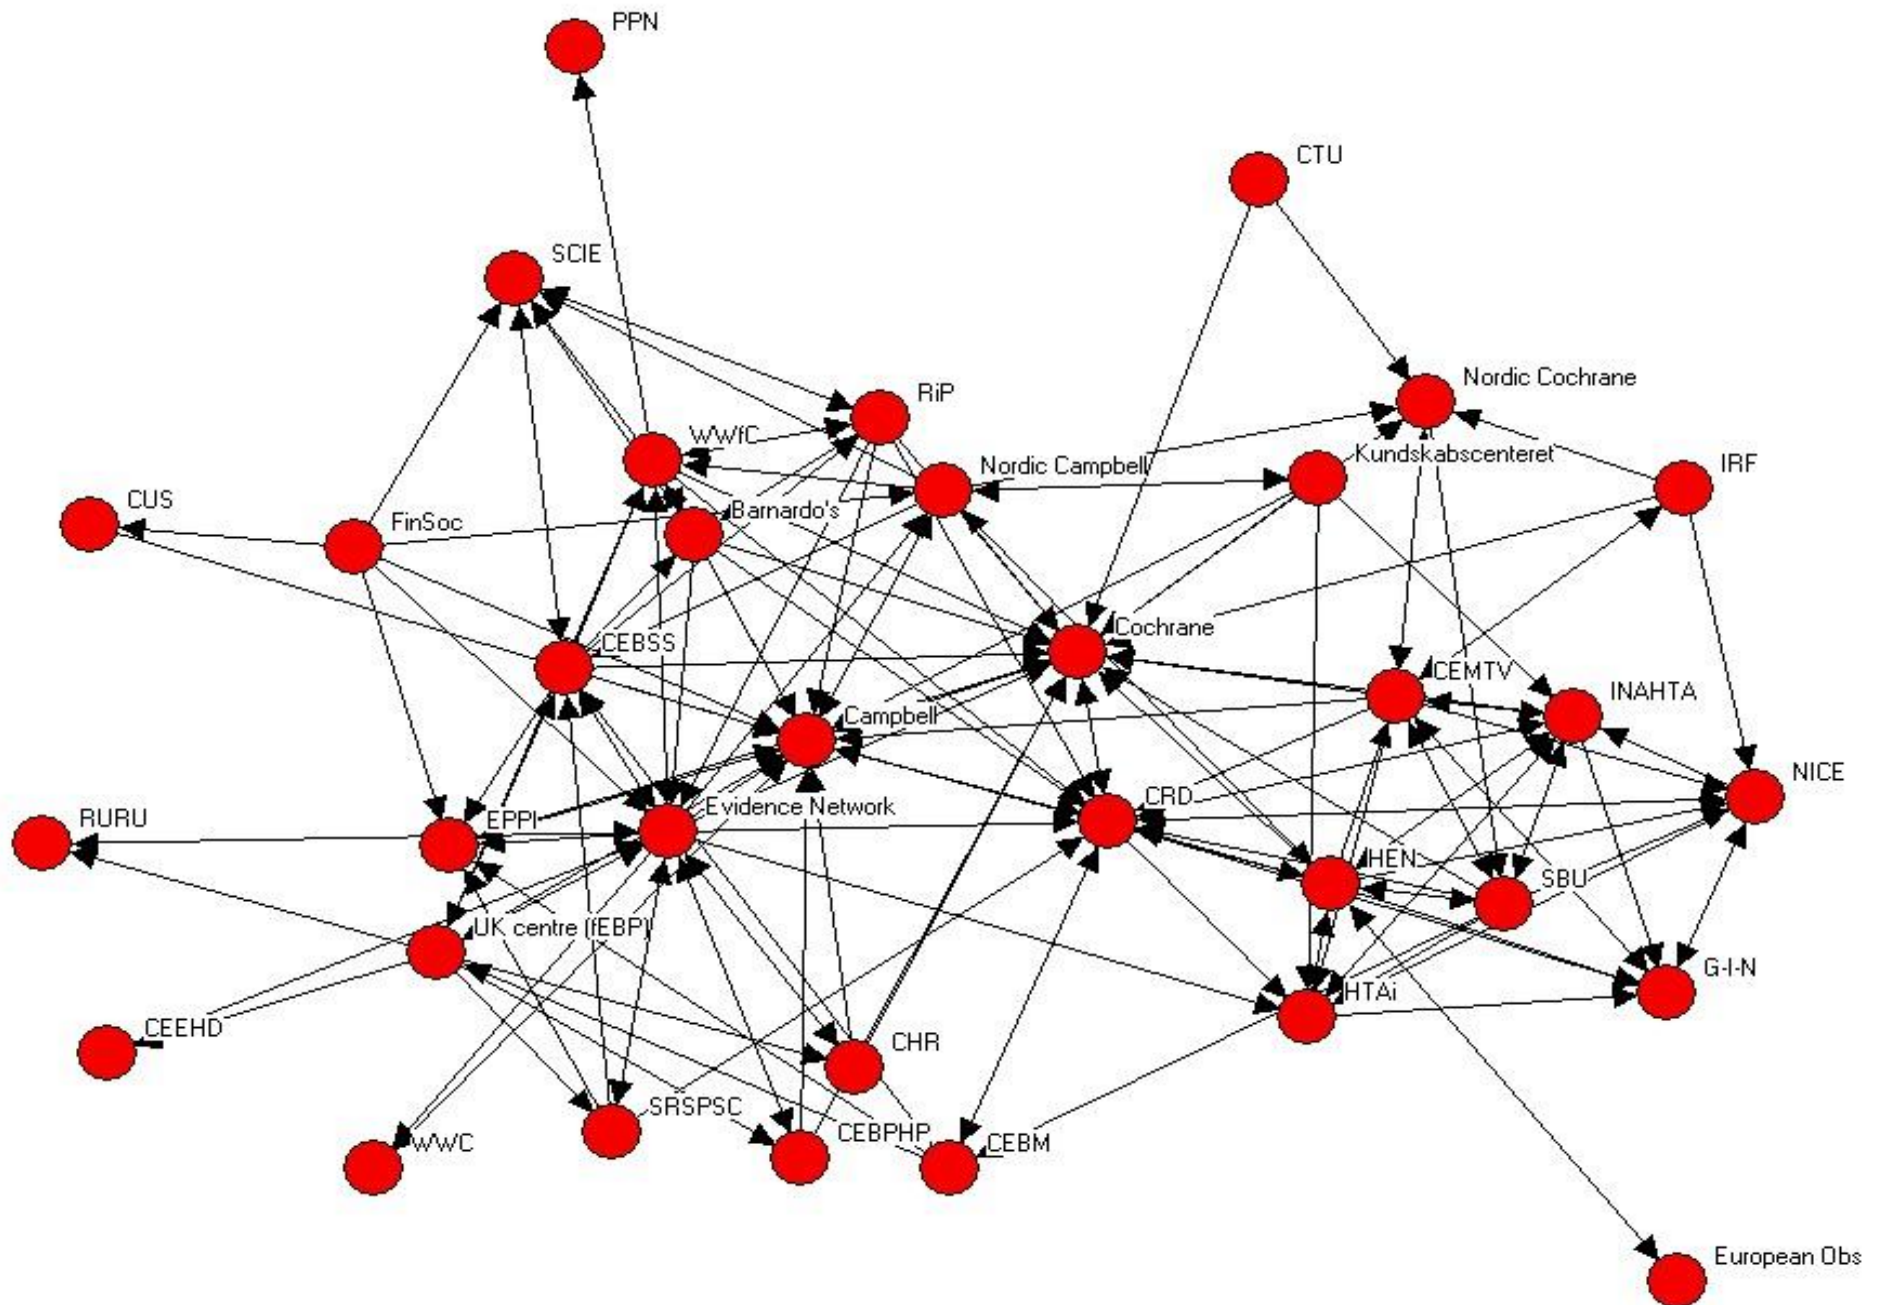 PPN
CTU
SCIE
Nordic Cochrane
RiP
WWfC
Kundskabscenteret
Nordic Campbell
IRF
CUS
FinSoc
Barnardo's
CEBSS
Cochrane
CEMTV
INAHTA
Campbell
NICE
CRD
Evidence Network
RURU
EPPI
HEN
SBU
UK centre (fEBP)
G-I-N
HTAi
CEEHD
CHR
SRSPSC
CEBPHP
CEBM
WWC
European Obs